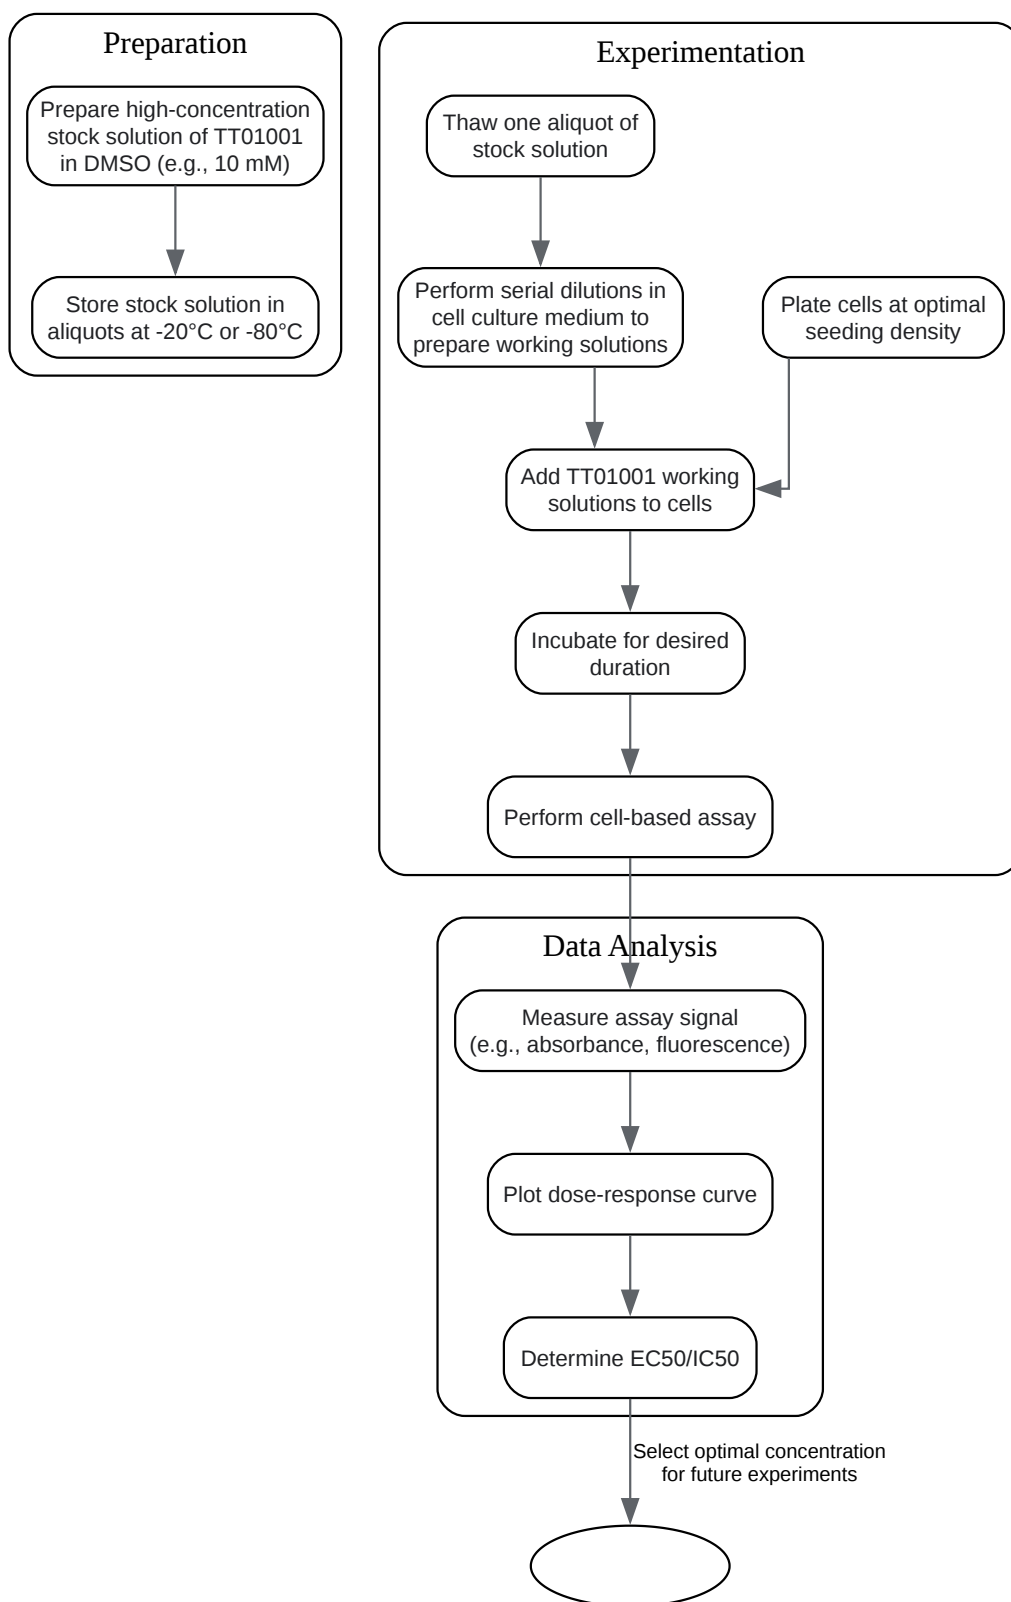 Preparation
Prepare high-concentration
stock solution of TT01001
in DMSO (e.g., 10 mM)
Store stock solution in
aliquots at -20°C or -80°C
Experimentation
Thaw one aliquot of
stock solution
Perform serial dilutions in
cell culture medium to
prepare working solutions
Plate cells at optimal
seeding density
Add TT01001 working
solutions to cells
Incubate for desired
duration
Perform cell-based assay
Data Analysis
Measure assay signal
(e.g., absorbance, fluorescence)
Plot dose-response curve
Determine EC50/IC50
Select optimal concentration
for future experiments